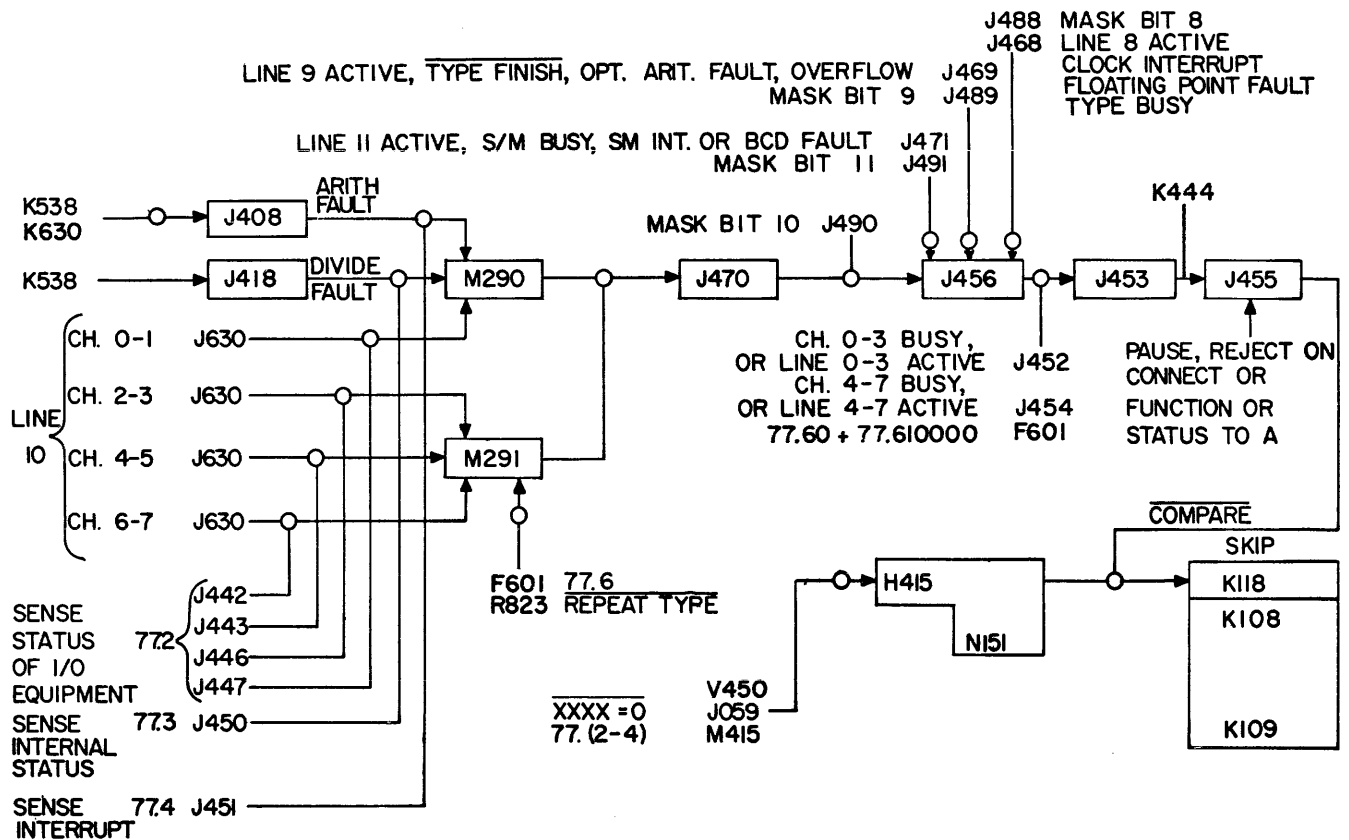 J488 MASK BIT 8
J468 LINE 8 ACTIVE
CLOCK INTERRUPT
FLOATING POINT FAULT
TYPE BUSY
LINE 9 ACTIVE, TYPE FINISH, OPT. ARIT. FAULT, OVERFLOW J469
MASK BIT 9 J489
LINE 11 ACTIVE, S/M BUSY, SM INT. OR BCD FAULT J471
MASK BIT 11 J491
K538
K630
J408
ARITH
FAULT
MASK BIT 10 J490
K444
K538
J418
DIVIDE
FAULT
M290
J470
J456
J453
J455
LINE
10
CH. 0-1 J630
CH. 2-3 J630
CH. 4-5 J630
CH. 6-7 J630
M291
CH. 0-3 BUSY,
OR LINE 0-3 ACTIVE J452
CH. 4-7 BUSY,
OR LINE 4-7 ACTIVE J454
77.60 + 77.610000 F601
PAUSE, REJECT ON
CONNECT OR
FUNCTION OR
STATUS TO A
F601 77.6
R823 REPEAT TYPE
COMPARE
SKIP
H415
N151
K118
K108
K109
SENSE
STATUS
OF I/O
EQUIPMENT
77.2
J442
J443
J446
J447
V450
XXXX = 0 J059
77. (2-4) M415
SENSE 77.3 J450
INTERNAL
STATUS
SENSE 77.4 J451
INTERRUPT